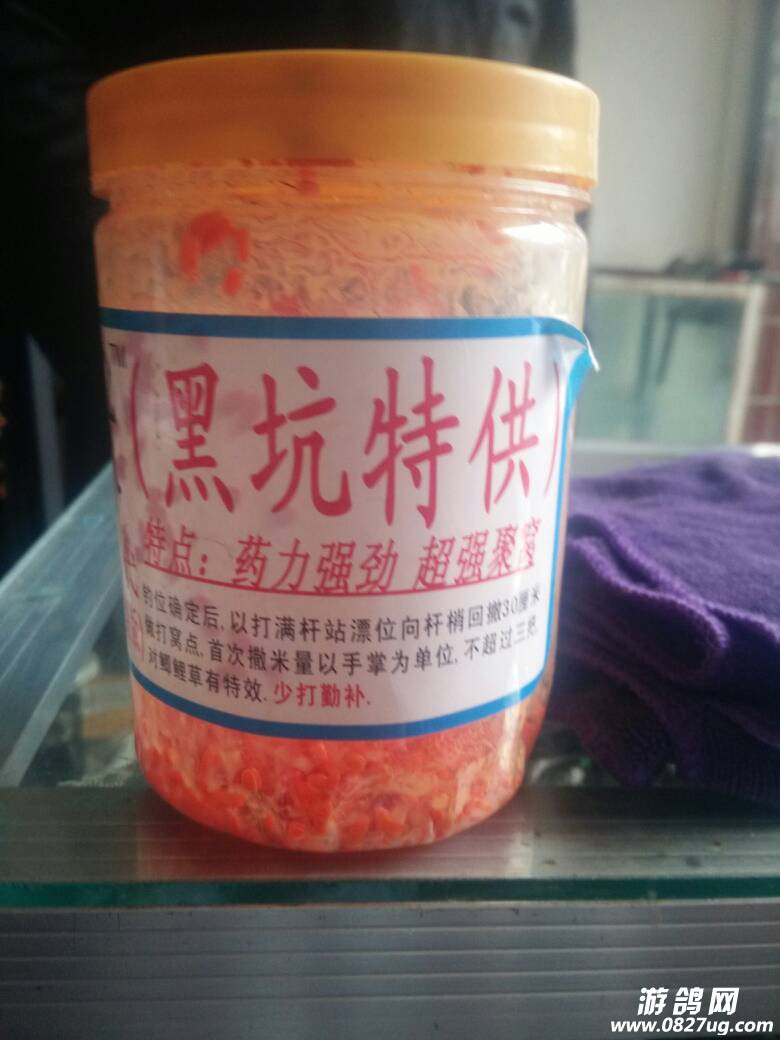 TM
(黑坑特供)
特点：药力强劲 超强聚窝
钓位确定后,以打满杆站漂位向杆梢回撤30厘米
做打窝点.首次撒米量以手掌为单位,不超过三把.
对鲫鲤草有特效.少打勤补.
游鸽网
www.0827ug.com